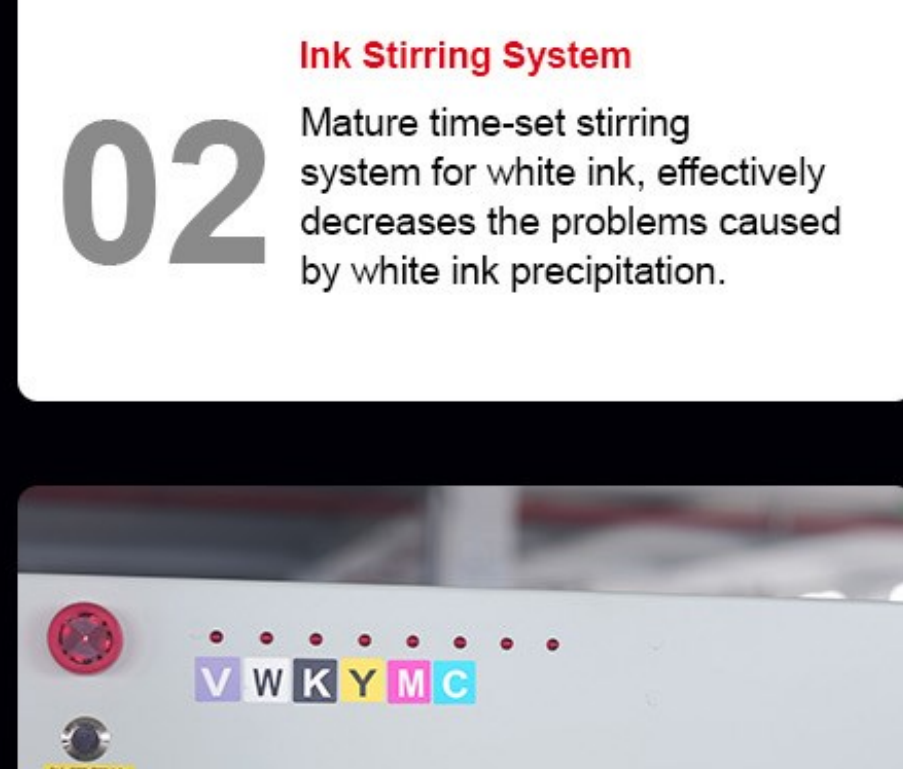 Ink Stirring System
02
Mature time-set stirring
system for white ink, effectively
decreases the problems caused
by white ink precipitation.
V W K Y M C